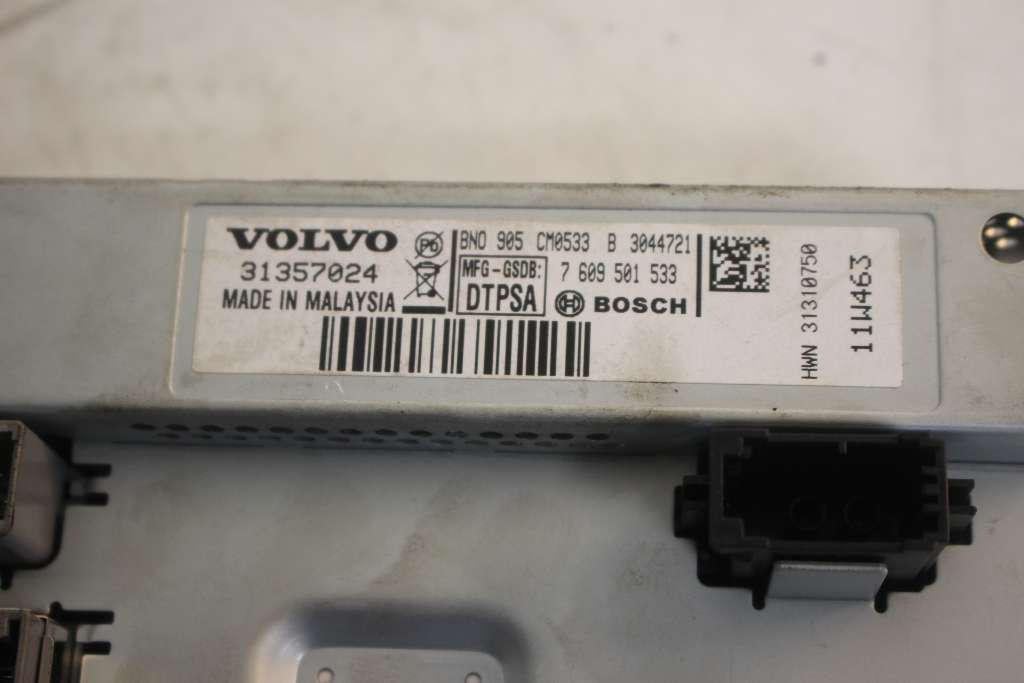 VOLVO Pb
31357024
MADE IN MALAYSIA
BNO 905 CM0533 B 3044721
MFG-GSDB: 7 609 501 533
DTPSA BOSCH
HWN 31310750
11W463